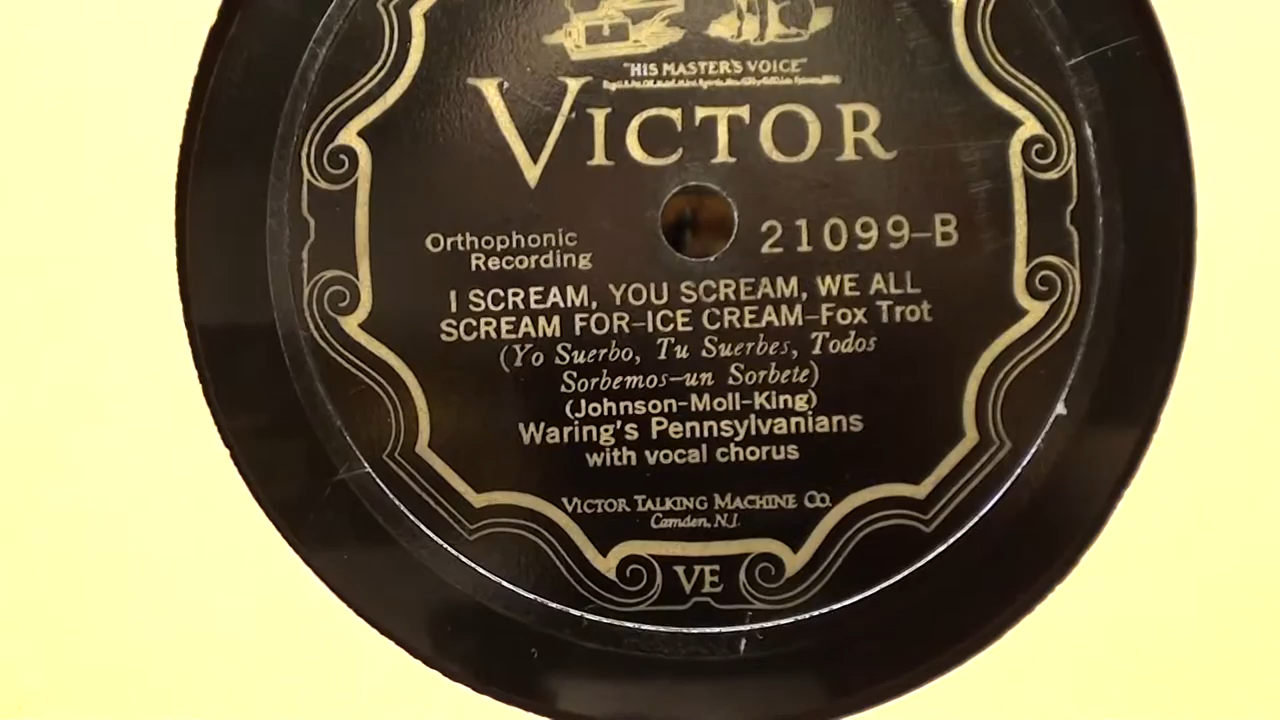 "HIS MASTER'S VOICE"
VICTOR
Orthophonic
Recording
21099-B
I SCREAM, YOU SCREAM, WE ALL
SCREAM FOR-ICE CREAM-Fox Trot
(Yo Suerbo, Tu Suerbes, Todos
Sorbemos-un Sorbete)
(Johnson-Moll-King)
Waring's Pennsylvanians
with vocal chorus
VICTOR TALKING MACHINE CO.
Camden, N.J.
VE